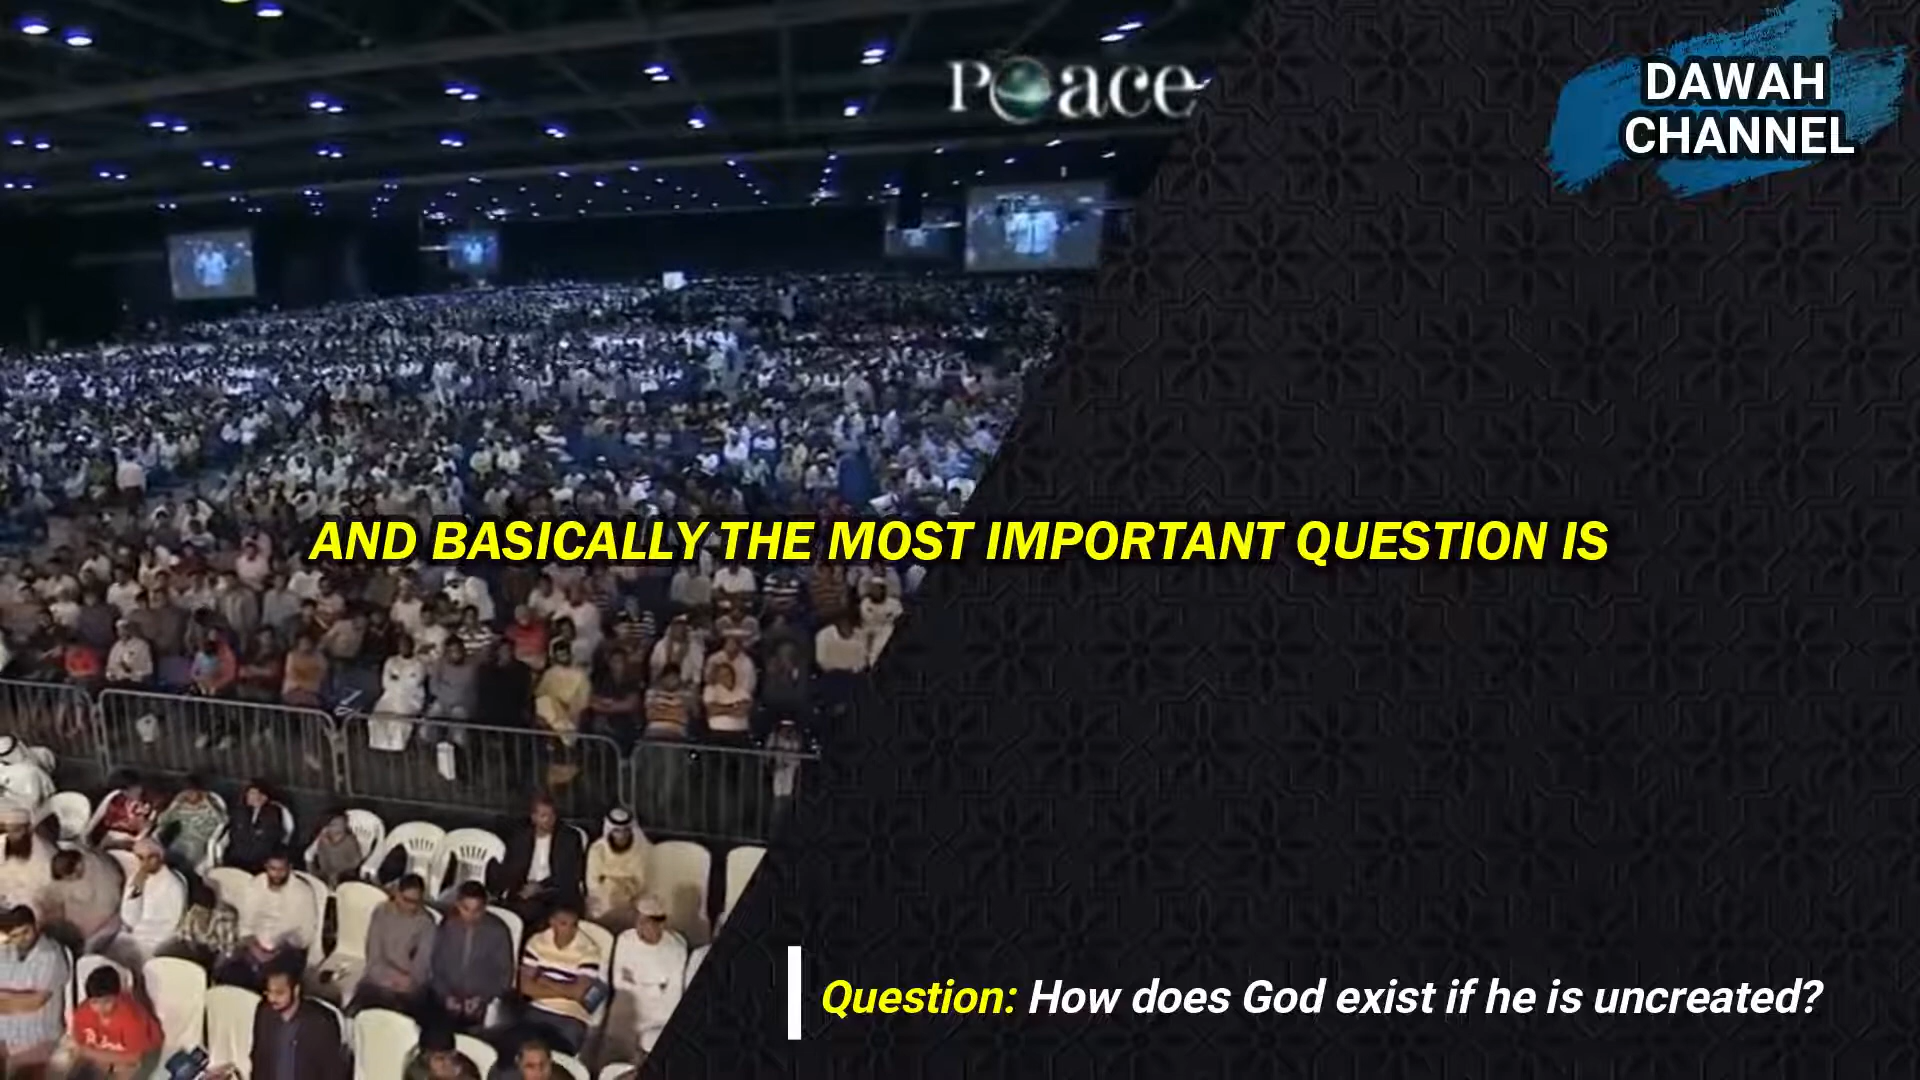 Peace
DAWAH
CHANNEL
AND BASICALLY THE MOST IMPORTANT QUESTION IS
Question: How does God exist if he is uncreated?